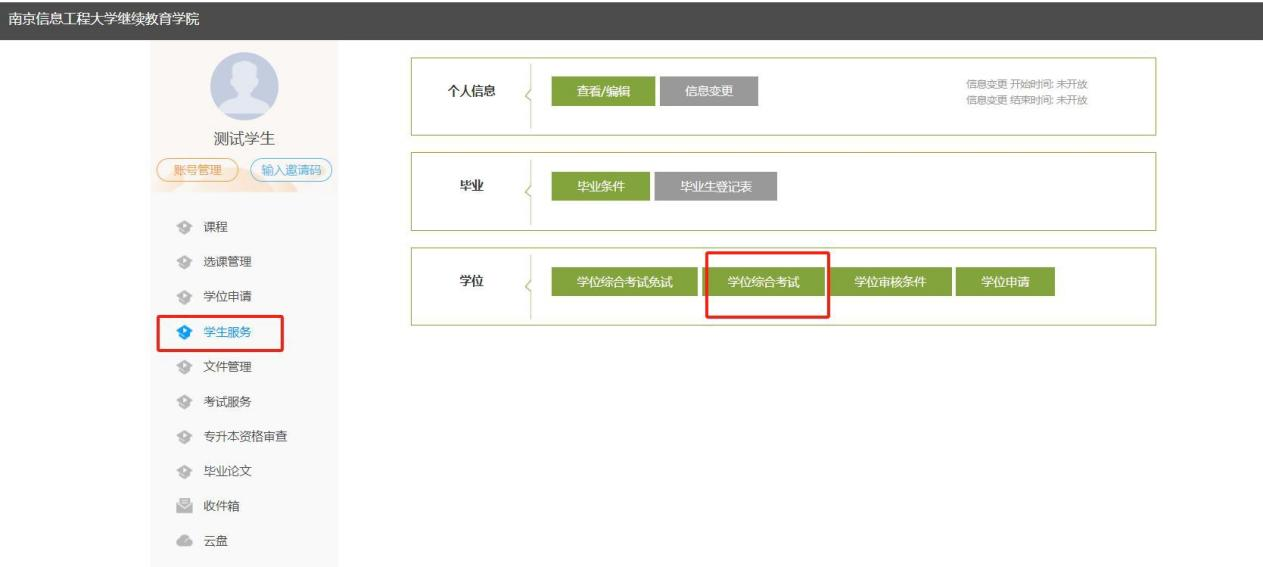 南京信息工程大学继续教育学院
测试学生
账号管理 输入邀请码
课程
选课管理
学位申请
学生服务
文件管理
考试服务
专升本资格审查
毕业论文
收件箱
云盘
个人信息 查看/编辑 信息变更 信息变更 开始时间: 未开放
信息变更 结束时间: 未开放
毕业 毕业条件 毕业生登记表
学位 学位综合考试免试 学位综合考试 学位审核条件 学位申请